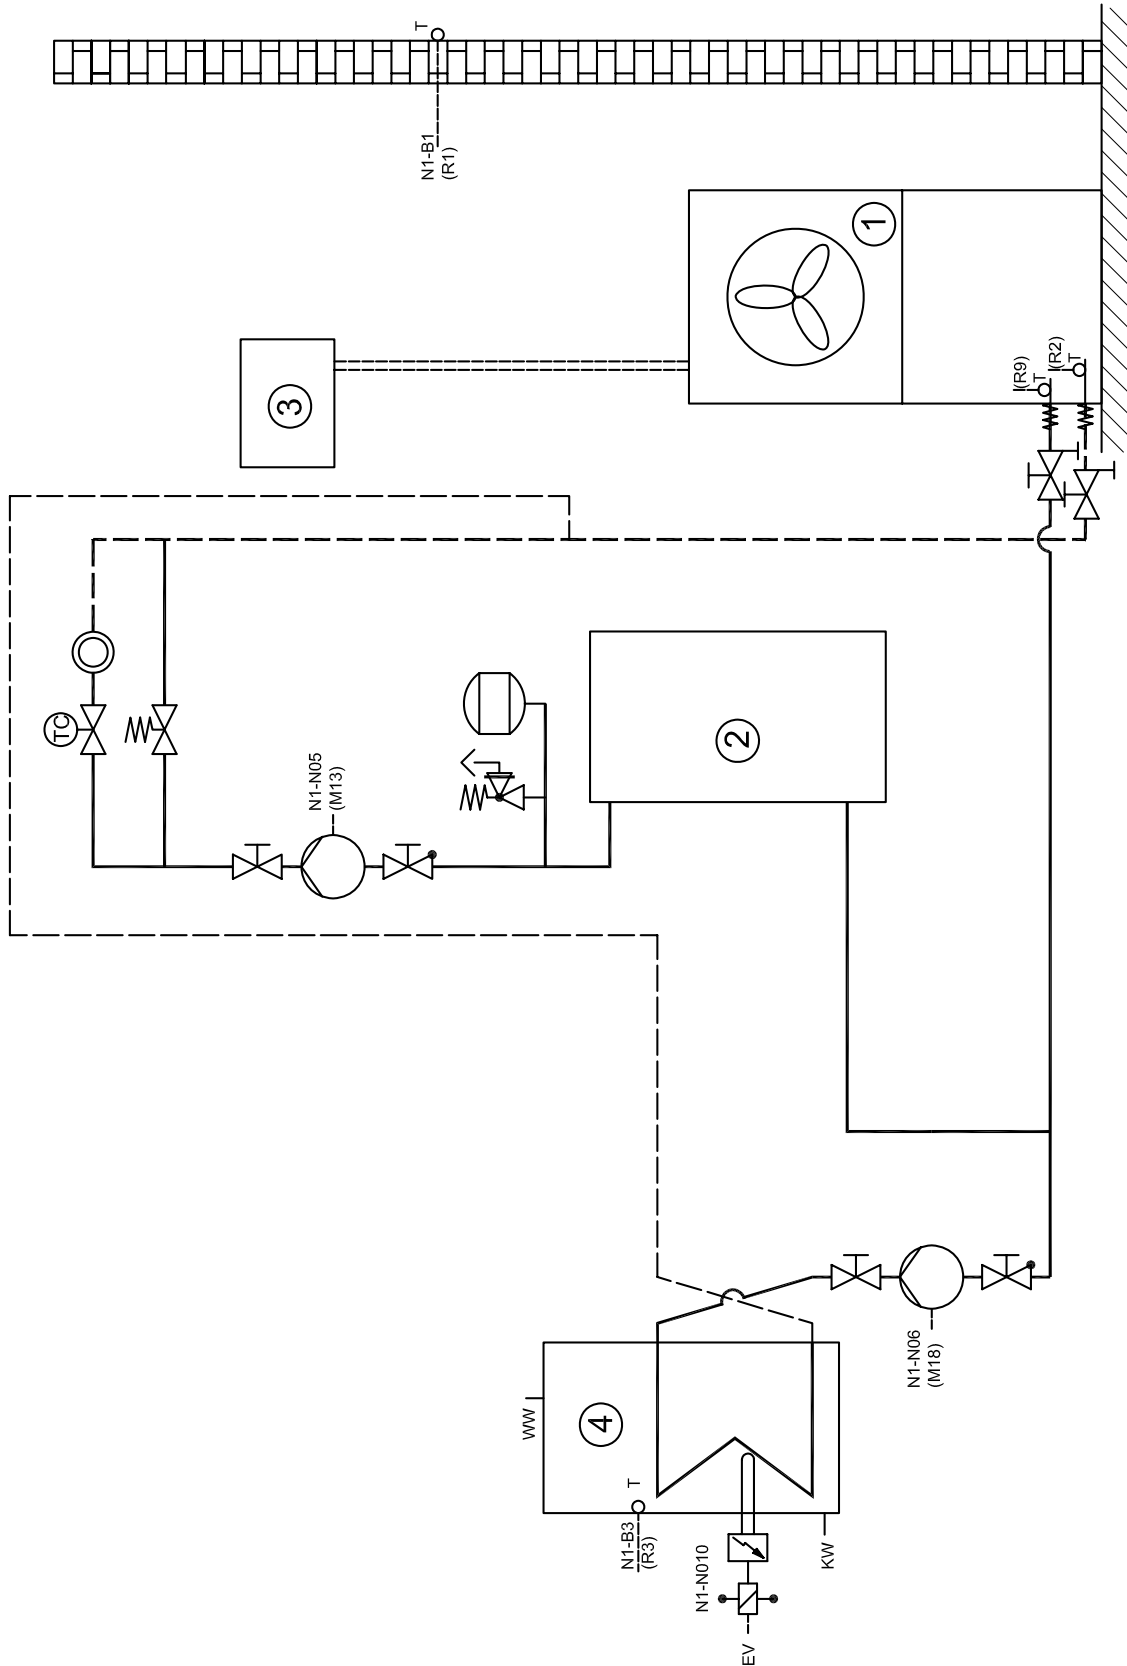 T
N1-B1
(R1)
1
3
(R9)
T
(R2)
T
TC
N1-N05
(M13)
2
N1-N06
(M18)
WW
4
T
N1-B3
(R3)
N1-N010
KW
EV